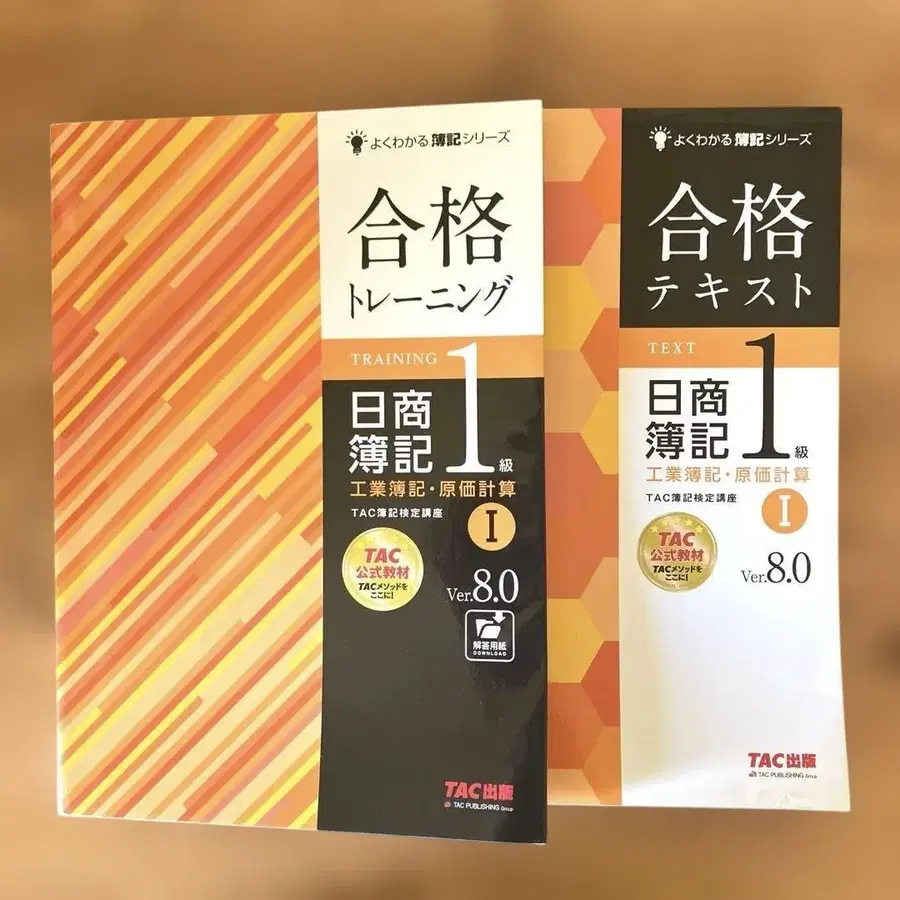 よくわかる簿記シリーズ
合格
トレーニング
TRAINING
日商
簿記
1級
工業簿記・原価計算
TAC簿記検定講座
I
TAC
公式教材
TACメソッドを
ここに!
Ver.8.0
解答用紙
DOWNLOAD
TAC出版
TAC PUBLISHING Group
よくわかる簿記シリーズ
合格
テキスト
TEXT
日商
簿記
1級
工業簿記・原価計算
TAC簿記検定講座
I
TAC
公式教材
TACメソッドを
ここに!
Ver.8.0
TAC出版
TAC PUBLISHING Group